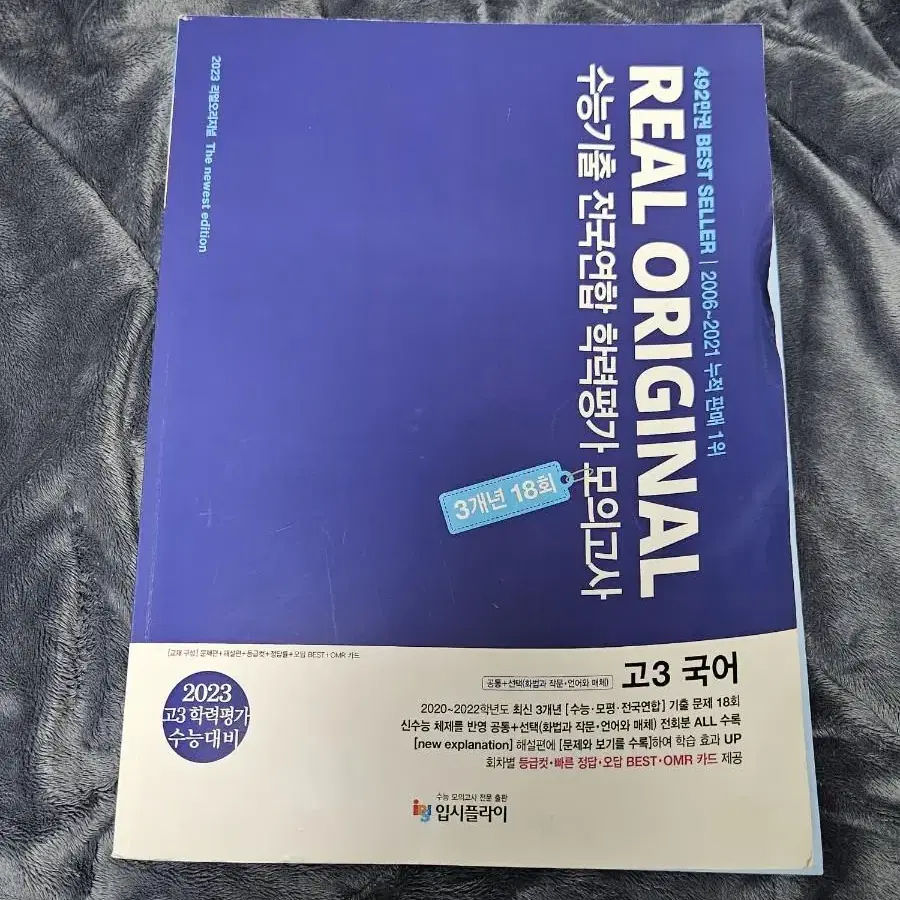 492만권 BEST SELLER | 2006~2021 누적 판매 1위
REAL ORIGINAL
수능기출 전국연합 학력평가 모의고사
3개년 18회
2023 리얼오리지널 The newest edition
[교재 구성] 문제편+해설편+등급컷+정답률+오답 BEST+OMR 카드
2023
고3 학력평가
수능대비
공통+선택(화법과 작문·언어와 매체) 고3 국어
2020~2022학년도 최신 3개년 [수능·모평·전국연합] 기출 문제 18회
신수능 체제를 반영 공통+선택(화법과 작문·언어와 매체) 전회분 ALL 수록
[new explanation] 해설편에 [문제와 보기를 수록]하여 학습 효과 UP
회차별 등급컷·빠른 정답·오답 BEST·OMR 카드 제공
수능 모의고사 전문 출판
ipsi 입시플라이